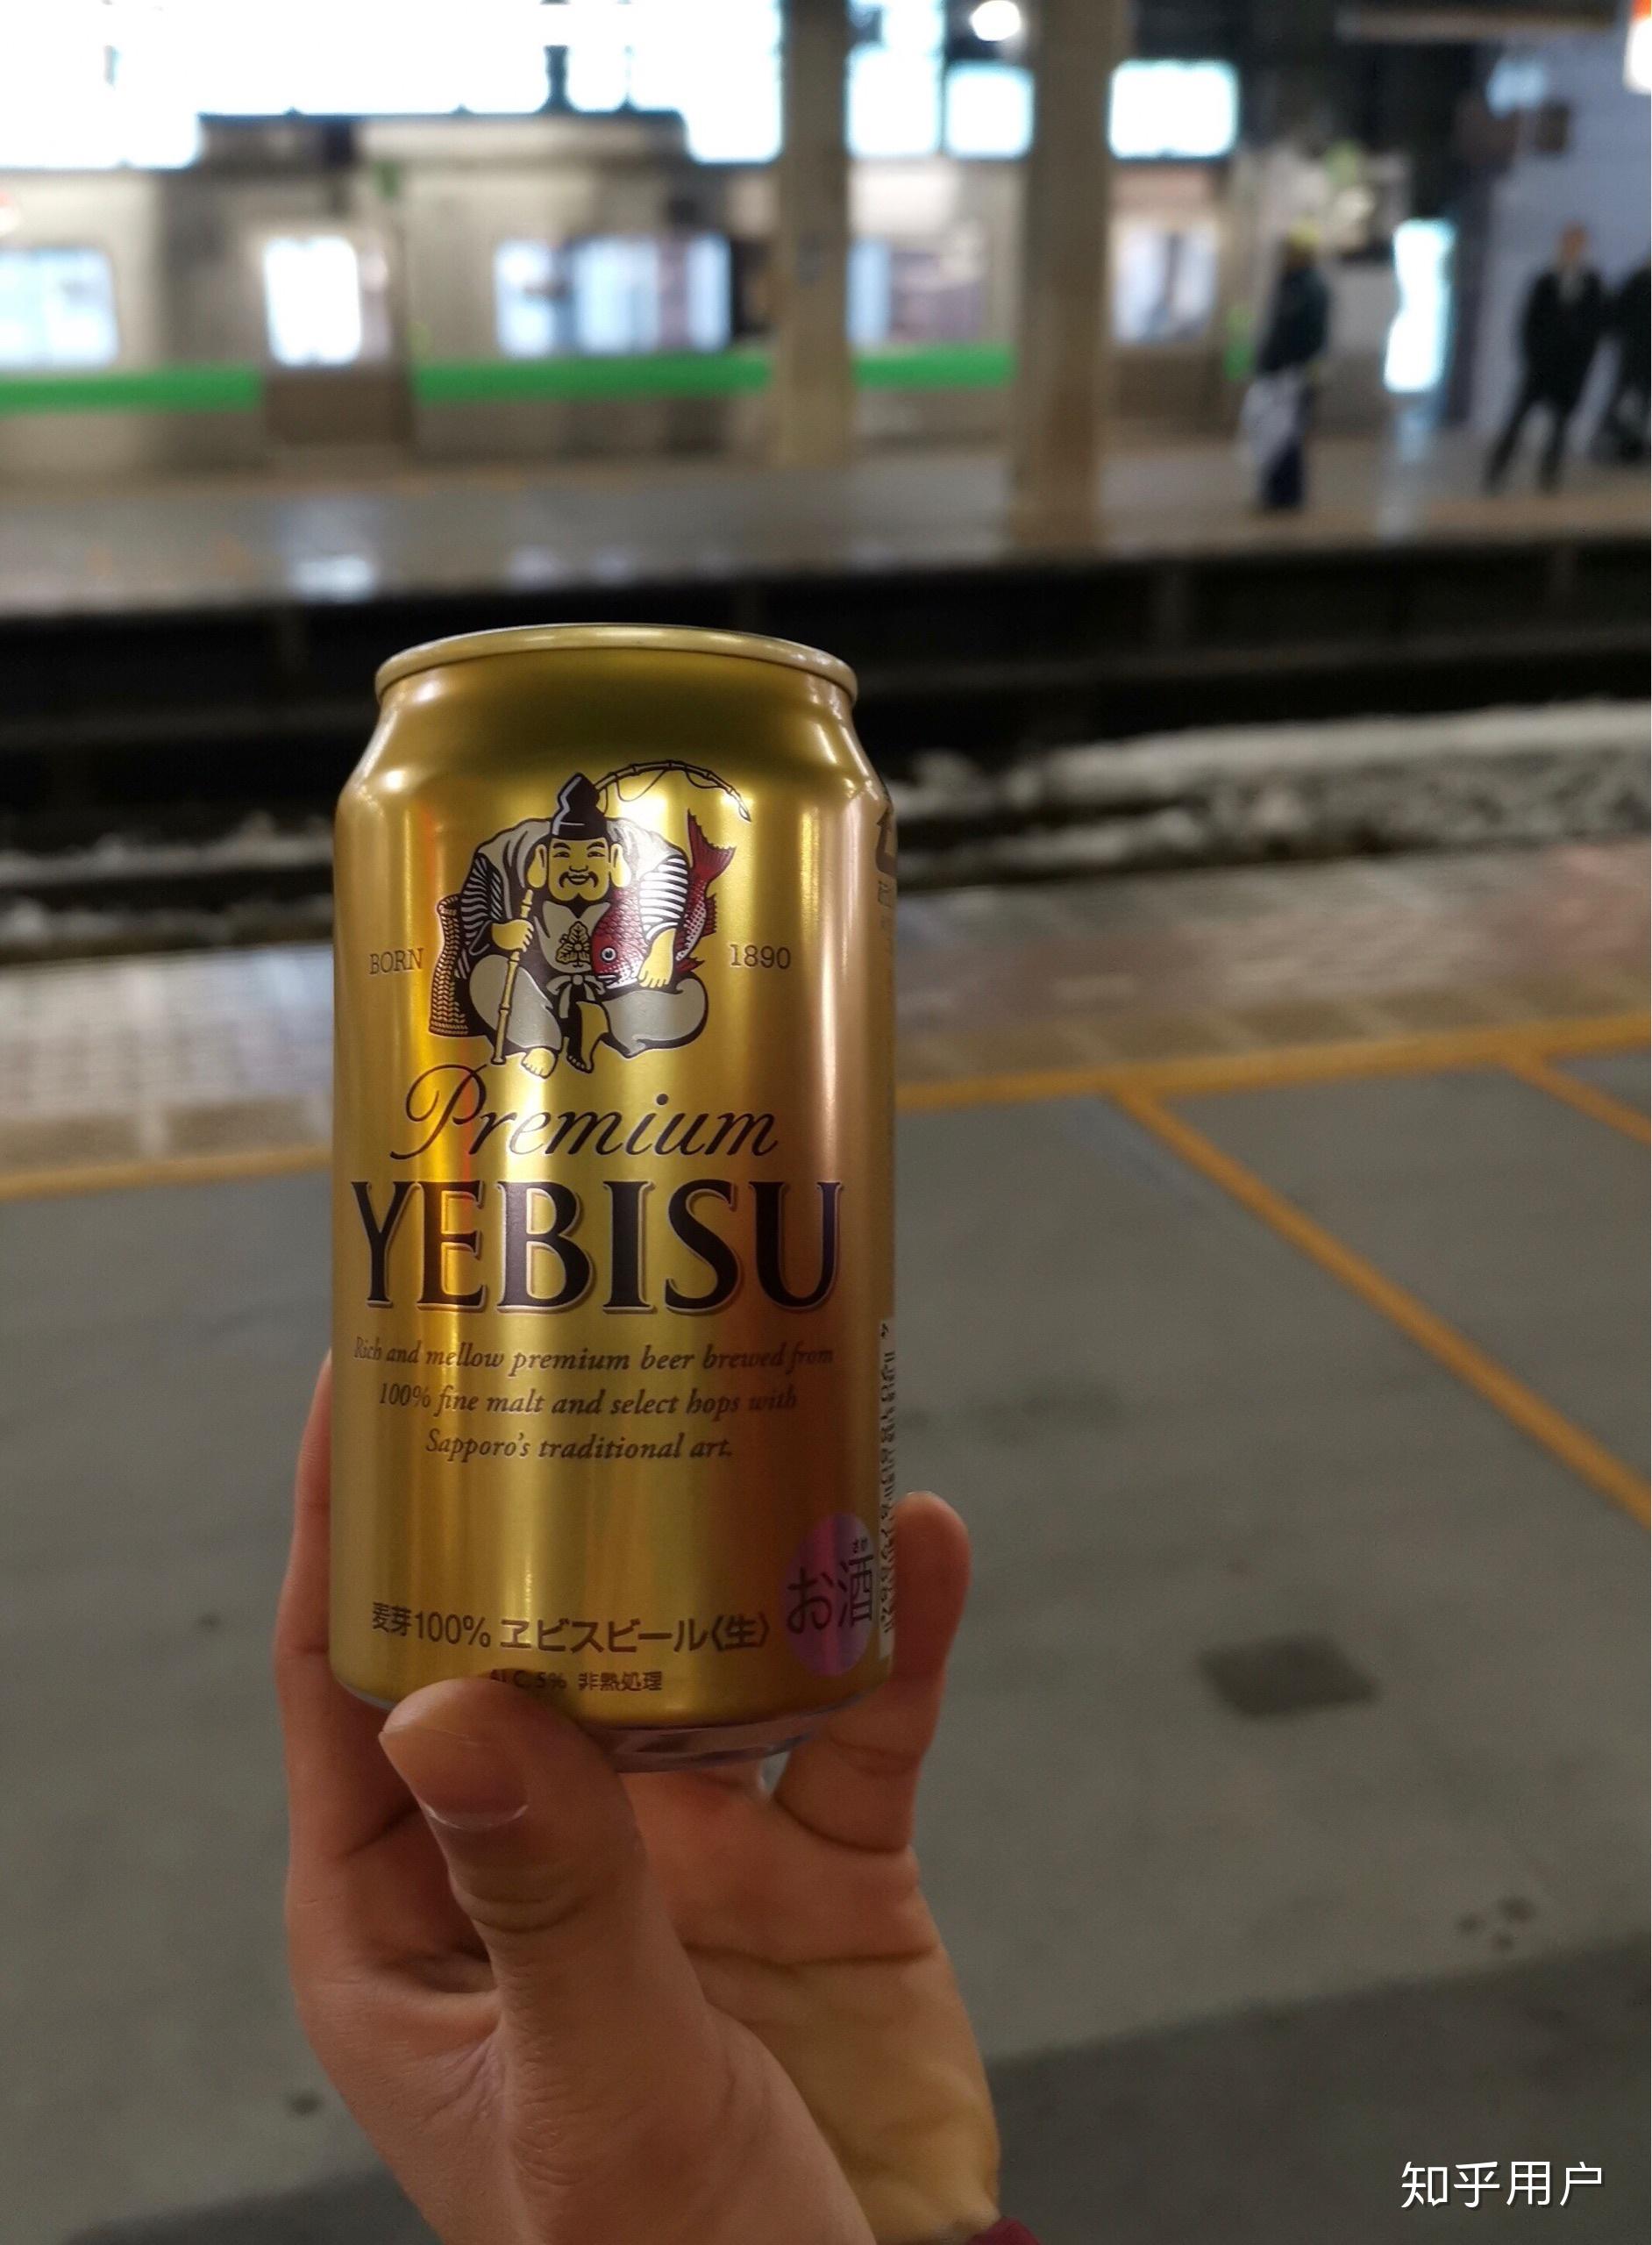 BORN 1890
Premium
YEBISU
Rich and mellow premium beer brewed from
100% fine malt and select hops with
Sapporo's traditional art.
お酒
麦芽100% ヱビスビール〈生〉
ALC.5% 非熱処理
知乎用户